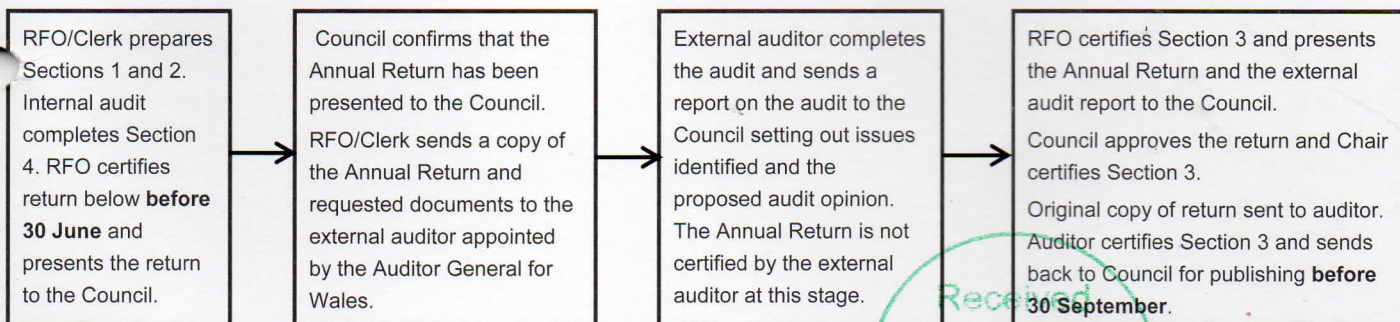 RFO/Clerk prepares
Sections 1 and 2.
Internal audit
completes Section
4. RFO certifies
return below before
30 June and
presents the return
to the Council.
Council confirms that the
Annual Return has been
presented to the Council.
RFO/Clerk sends a copy of
the Annual Return and
requested documents to the
external auditor appointed
by the Auditor General for
Wales.
External auditor completes
the audit and sends a
report on the audit to the
Council setting out issues
identified and the
proposed audit opinion.
The Annual Return is not
certified by the external
auditor at this stage.
RFO certifies Section 3 and presents
the Annual Return and the external
audit report to the Council.
Council approves the return and Chair
certifies Section 3.
Original copy of return sent to auditor.
Auditor certifies Section 3 and sends
back to Council for publishing before
30 September.
Received